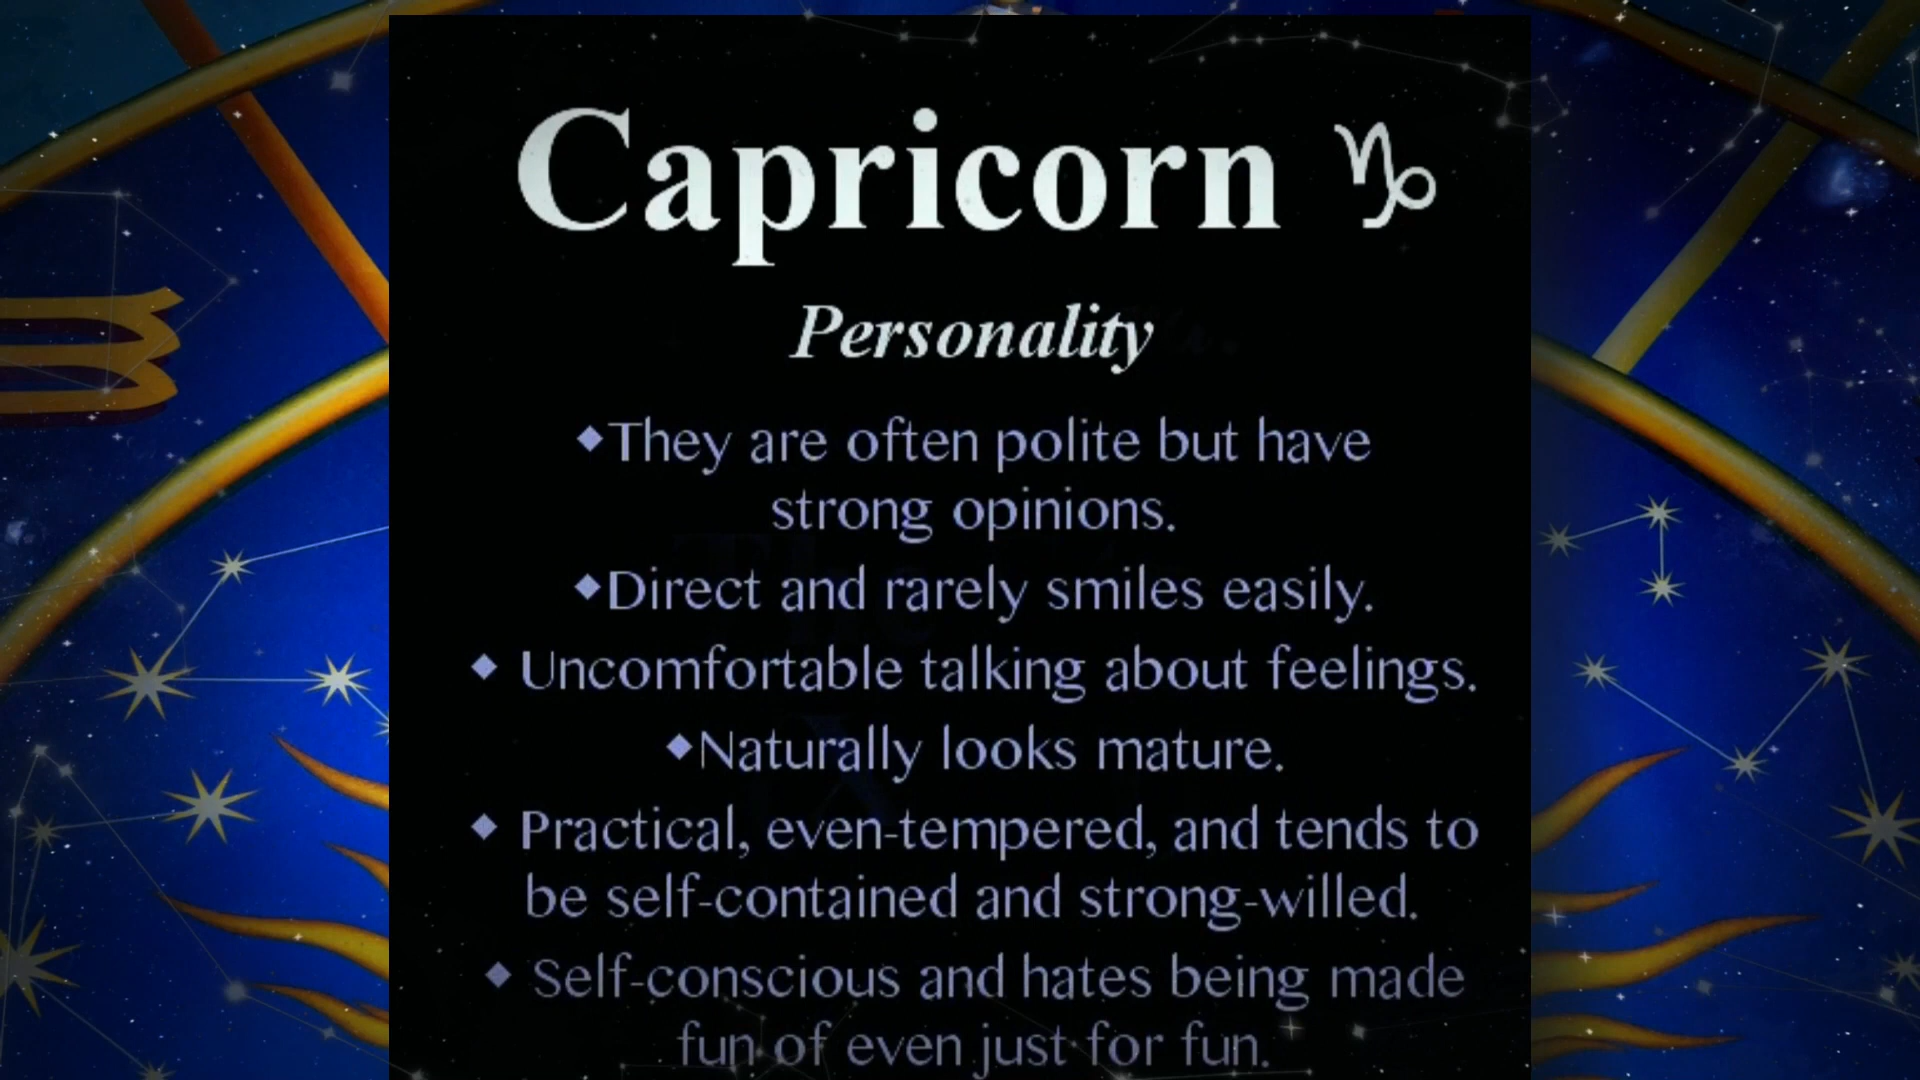 Capricorn ♑
Personality
◆They are often polite but have
strong opinions.
◆Direct and rarely smiles easily.
◆ Uncomfortable talking about feelings.
◆Naturally looks mature.
◆ Practical, even-tempered, and tends to
be self-contained and strong-willed.
◆ Self-conscious and hates being made
fun of even just for fun.